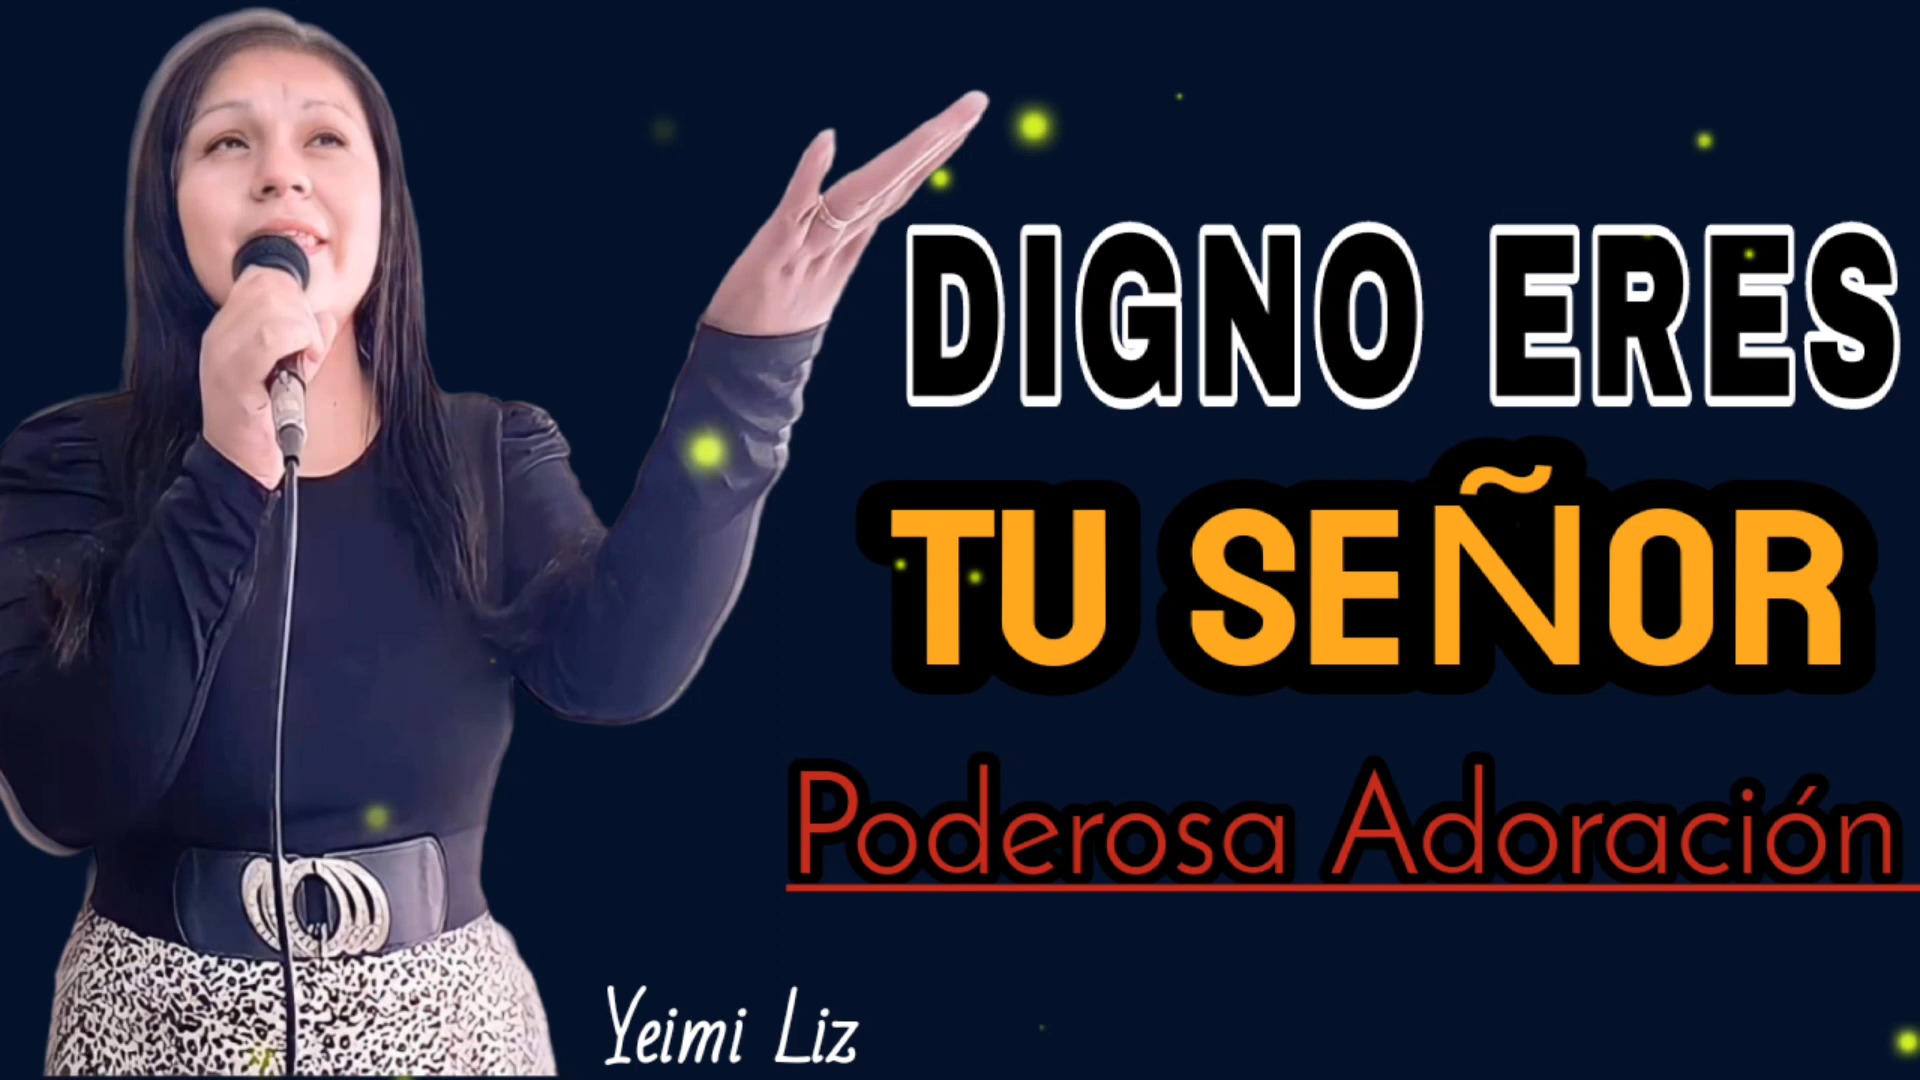 DIGNO ERES
TU SEÑOR
Poderosa Adoración
Yeimi Liz